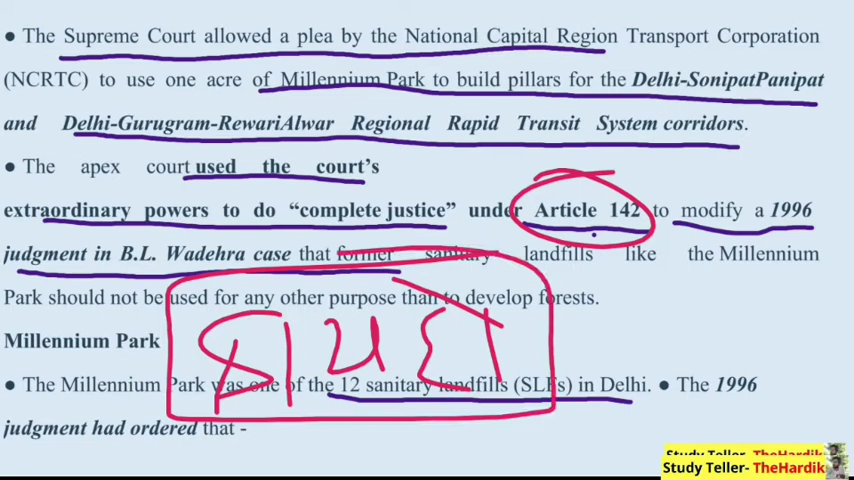 ● The Supreme Court allowed a plea by the National Capital Region Transport Corporation
(NCRTC) to use one acre of Millennium Park to build pillars for the Delhi-SonipatPanipat
and Delhi-Gurugram-RewariAlwar Regional Rapid Transit System corridors.
● The apex court used the court's
extraordinary powers to do “complete justice” under Article 142 to modify a 1996
judgment in B.L. Wadehra case that former sanitary landfills like the Millennium
Park should not be used for any other purpose than to develop forests.
Millennium Park
● The Millennium Park was one of the 12 sanitary landfills (SLFs) in Delhi. ● The 1996
judgment had ordered that -
Study Teller- TheHardik
Study Teller- TheHardik